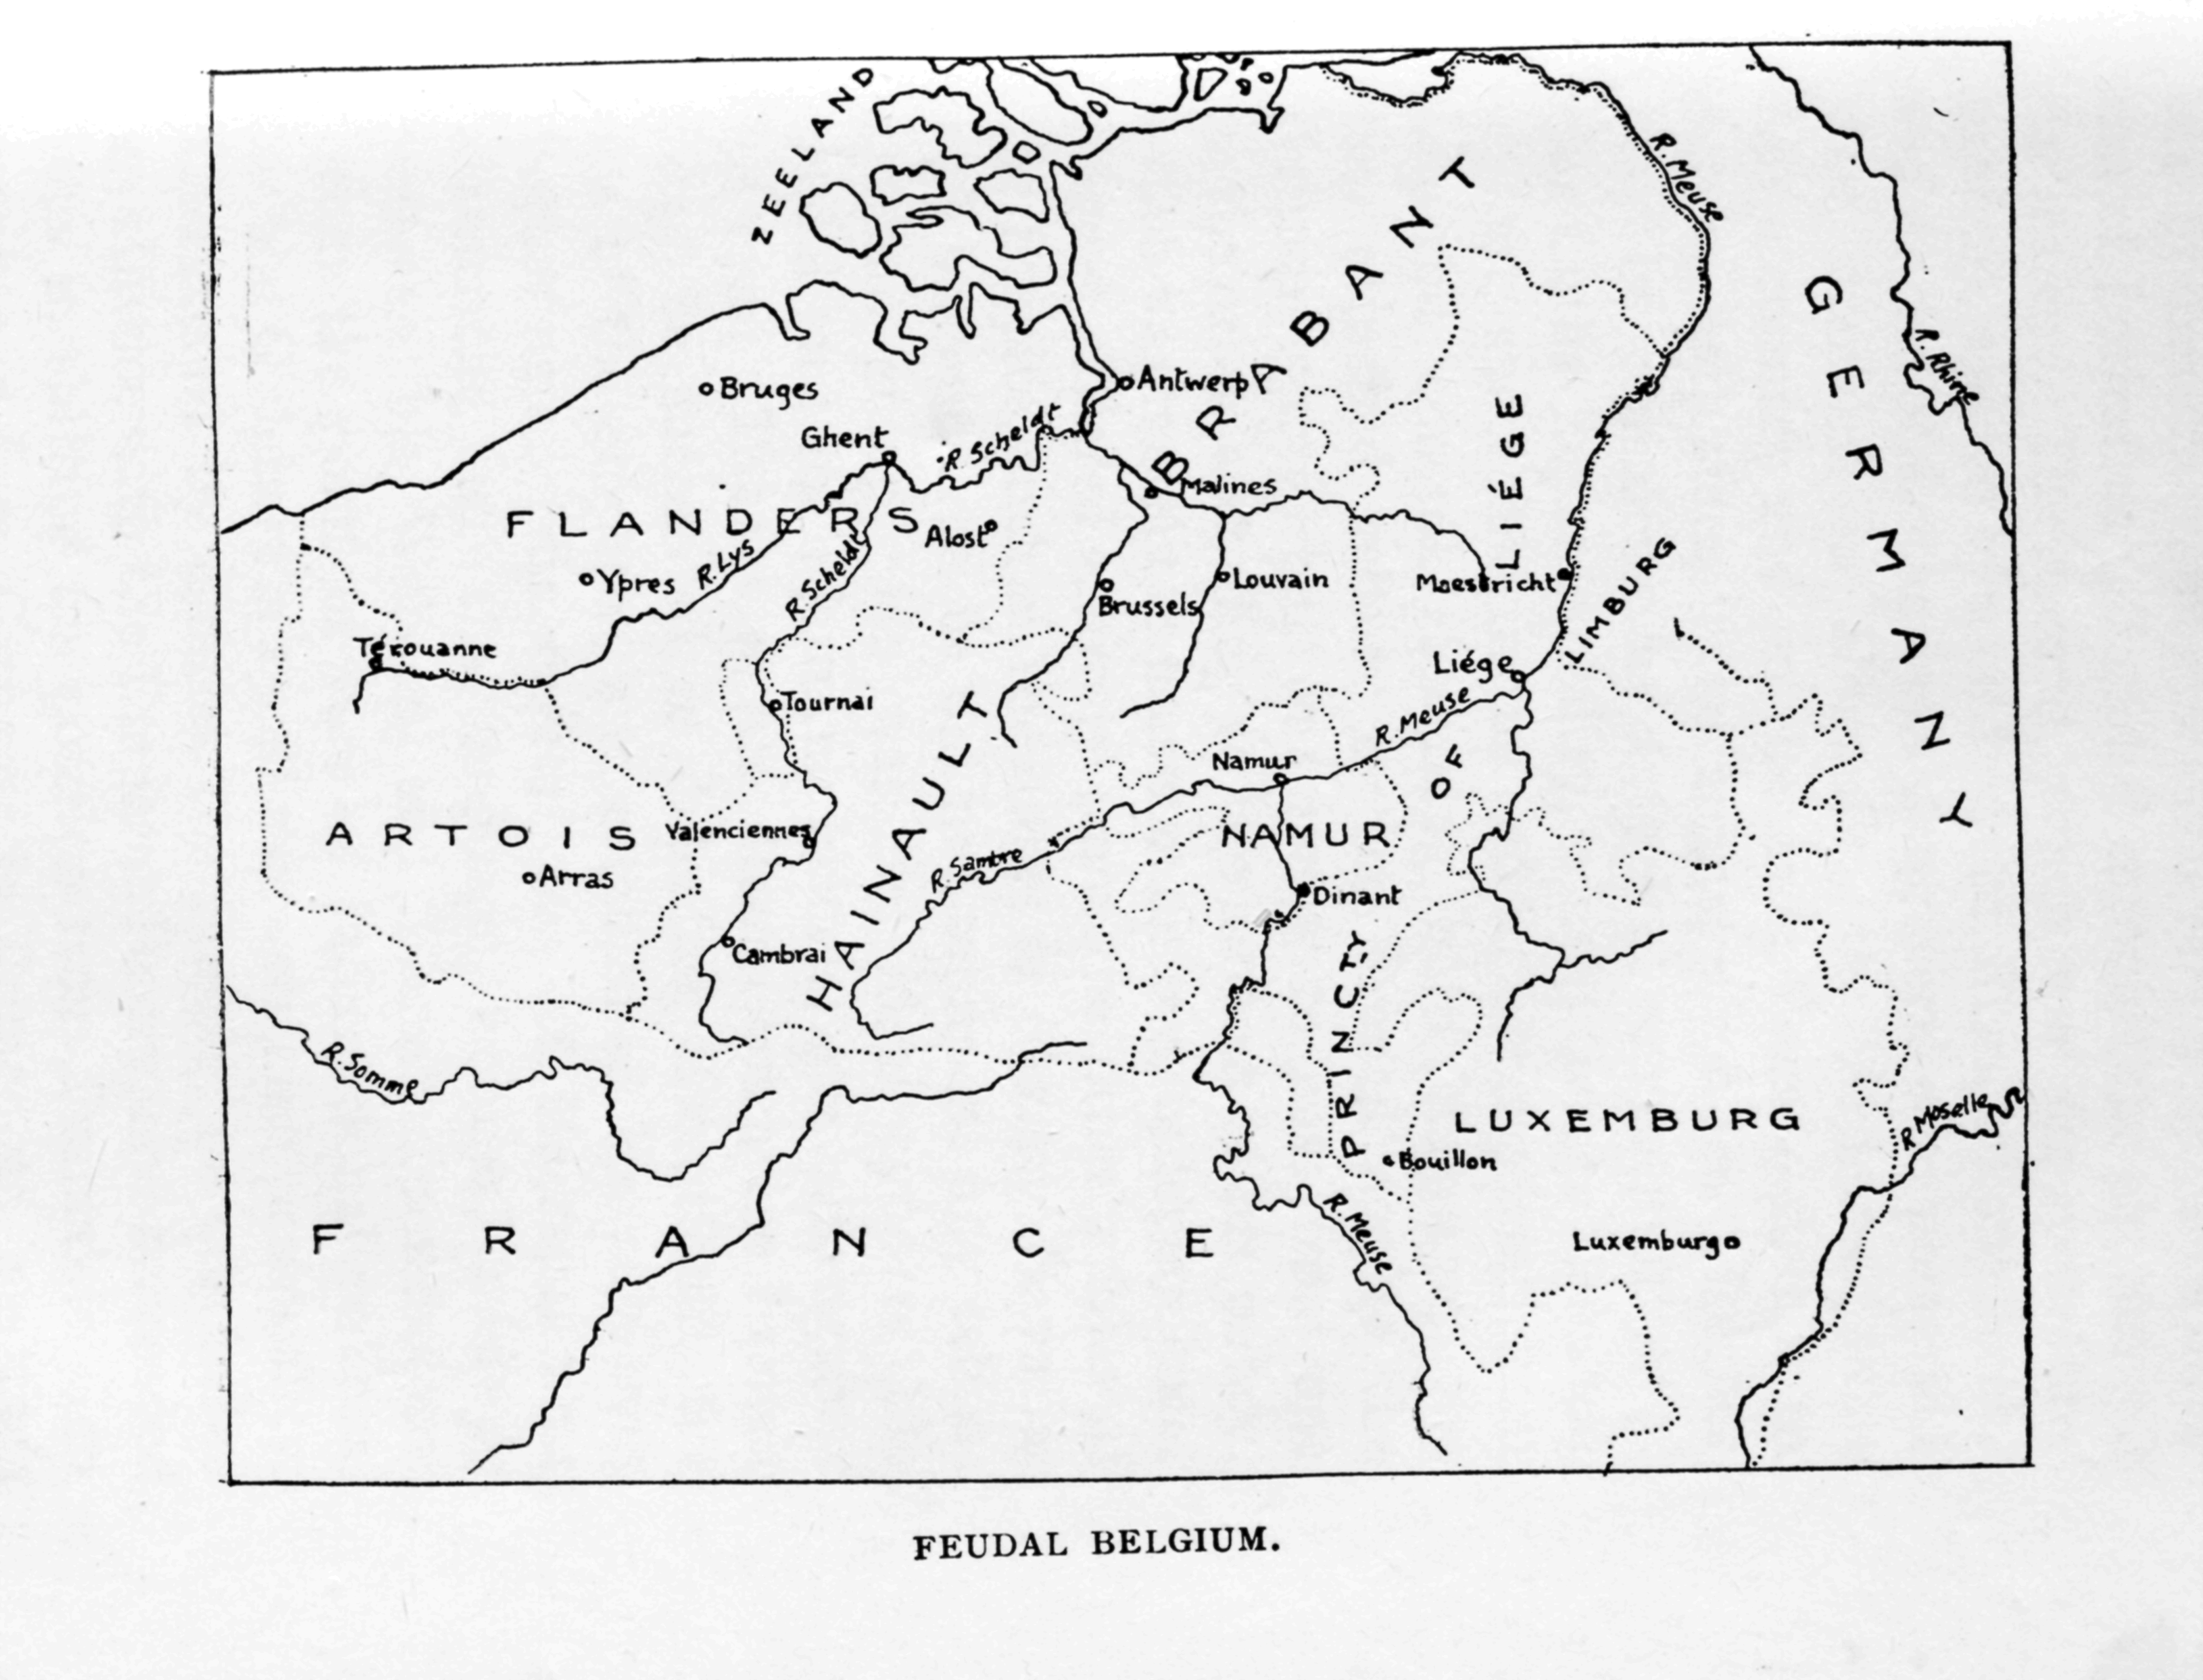 ZEELAND
R. Meuse
BRABANT
GERMANY
R. Rhine
Bruges
Antwerp
Ghent
R. Scheldt
Malines
LIÉGE
FLANDERS
Alost
Ypres
R. Lys
R. Scheldt
Brussels
Louvain
Maestricht
LIMBURG
Térouanne
Liége
Tournai
R. Meuse
HAINAULT
Namur
OF
ARTOIS
Valenciennes
NAMUR
Arras
R. Sambre
Dinant
Cambrai
PRINCTY
R. Somme
LUXEMBURG
R Moselle
Bouillon
FRANCE
R. Meuse
Luxemburg
FEUDAL BELGIUM.